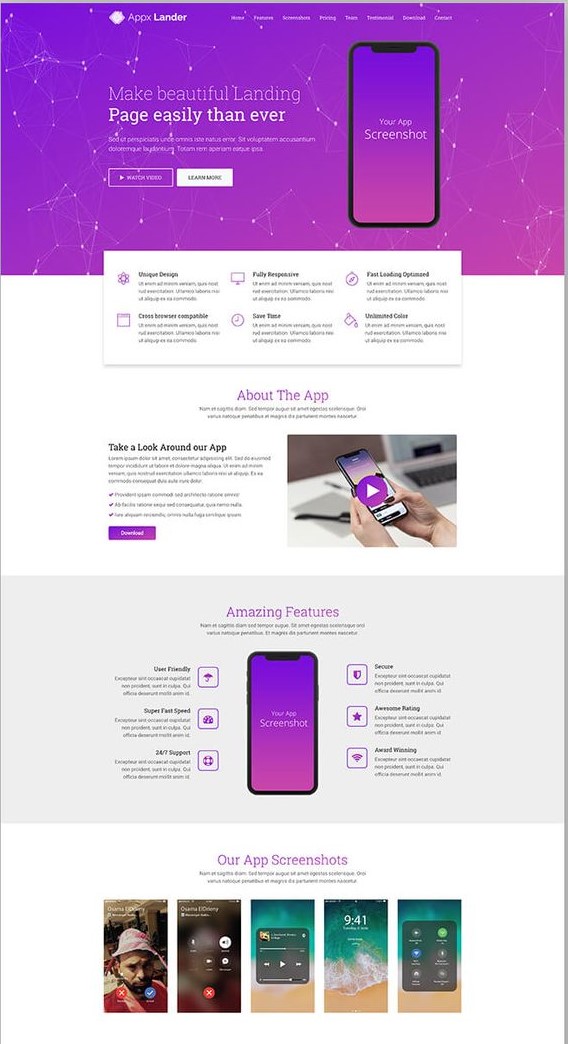 Appx Lander
Home Features Screenshots Pricing Team Testimonial Download Contact
Make beautiful Landing
Page easily than ever
Sed ut perspiciatis unde omnis iste natus error. Sit voluptatem accusantium
doloremque laudantium. Totam rem aperiam eaque ipsa.
WATCH VIDEO
LEARN MORE
Your App
Screenshot
Unique Design
Ut enim ad minim veniam, quis nost
rud exercitation. Ullamco laboris nisi
ut aliquip ex ea commodo.
Fully Responsive
Ut enim ad minim veniam, quis nost
rud exercitation. Ullamco laboris nisi
ut aliquip ex ea commodo.
Fast Loading Optimized
Ut enim ad minim veniam, quis nost
rud exercitation. Ullamco laboris nisi
ut aliquip ex ea commodo.
Cross browser compatible
Ut enim ad minim veniam, quis nost
rud exercitation. Ullamco laboris nisi
ut aliquip ex ea commodo.
Save Time
Ut enim ad minim veniam, quis nost
rud exercitation. Ullamco laboris nisi
ut aliquip ex ea commodo.
Unlimited Color
Ut enim ad minim veniam, quis nost
rud exercitation. Ullamco laboris nisi
ut aliquip ex ea commodo.
About The App
Nam et sagittis diam. Sed tempor augue sit amet egestas scelerisque. Orci
varius natoque penatibus et magnis dis parturient montes nascetur.
Take a Look Around our App
Lorem ipsum dolor sit amet, consectetur adipiscing elit. Sed do eiusmod
tempor incididunt ut labore et dolore magna aliqua. Ut enim ad minim
veniam, quis nostrud exercitation ullamco laboris nisi ut aliquip. Ex ea
commodo consequat duis aute irure dolor.
Provident ipsam commodi sed architecto ratione omnis!
Ab facilis ratione sequi sed consequatur, quia nemo nulla.
Iure aliquam reiciendis, omnis nulla fuga similique ipsam.
Download
Amazing Features
Nam et sagittis diam sed tempor augue. Sit amet egestas scelerisque orci
varius natoque penatibus. Et magnis dis parturient montes nascetur.
User Friendly
Excepteur sint occaecat cupidatat
non proident, sunt in culpa. Qui
officia deserunt mollit anim id.
Super Fast Speed
Excepteur sint occaecat cupidatat
non proident, sunt in culpa. Qui
officia deserunt mollit anim id.
24/7 Support
Excepteur sint occaecat cupidatat
non proident, sunt in culpa. Qui
officia deserunt mollit anim id.
Your App
Screenshot
Secure
Excepteur sint occaecat cupidatat
non proident, sunt in culpa. Qui
officia deserunt mollit anim id.
Awesome Rating
Excepteur sint occaecat cupidatat
non proident, sunt in culpa. Qui
officia deserunt mollit anim id.
Award Winning
Excepteur sint occaecat cupidatat
non proident, sunt in culpa. Qui
officia deserunt mollit anim id.
Our App Screenshots
Nam et sagittis diam. Sed tempor augue sit amet egestas scelerisque. Orci
varius natoque penatibus et magnis dis parturient montes nascetur.
Osama ElDrieny
Osama ElDrieny
9:41